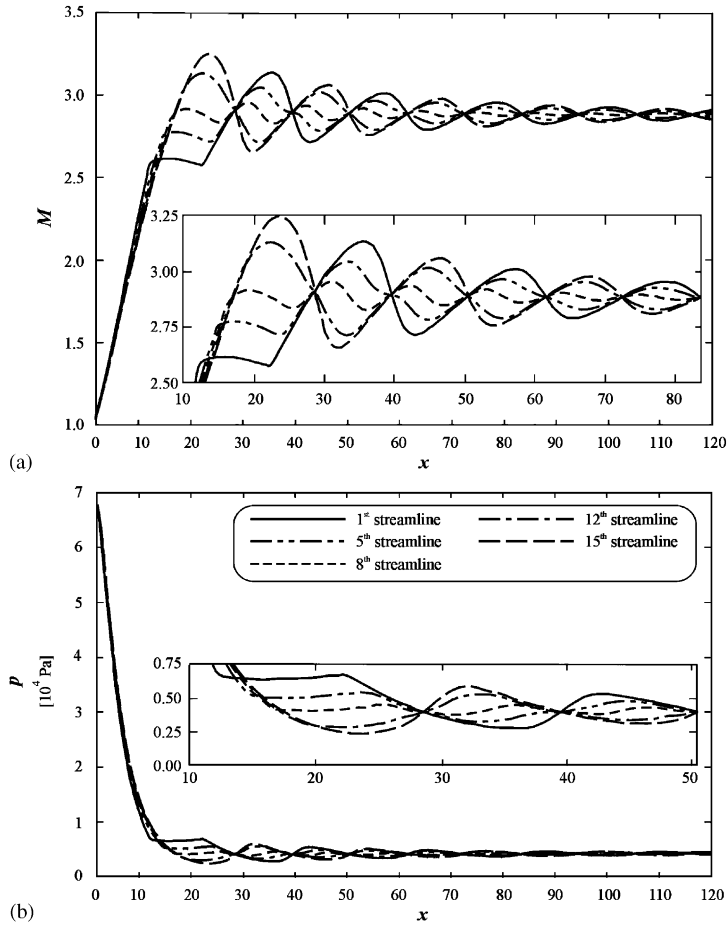 3.5
3.0
2.5
M
2.0
1.5
1.0
3.25
3.00
2.75
2.50
10 20 30 40 50 60 70 80
0 10 20 30 40 50 60 70 80 90 100 110 120
(a)
x
7
6
5
4
p
[10⁴ Pa]
3
2
1
0
1st streamline
12th streamline
5th streamline
15th streamline
8th streamline
0.75
0.50
0.25
0.00
10 20 30 40 50
0 10 20 30 40 50 60 70 80 90 100 110 120
(b)
x